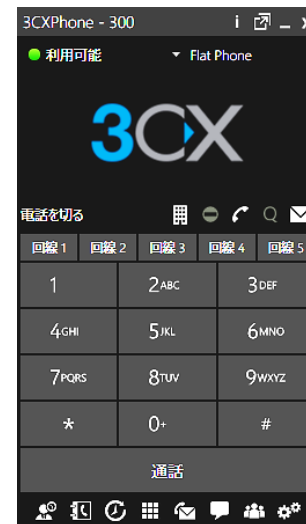 3CXPhone - 300
利用可能 Flat Phone
3CX
電話を切る
回線 1 回線 2 回線 3 回線 4 回線 5
1 2ABC 3DEF
4GHI 5JKL 6MNO
7PQRS 8TUV 9WXYZ
* 0+ #
通話